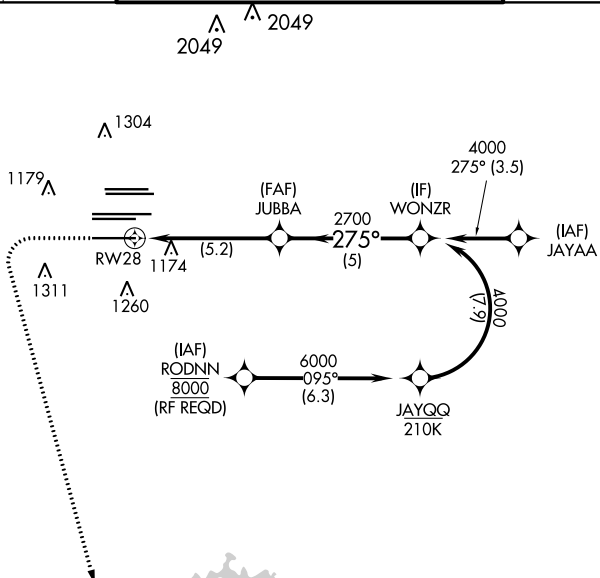 2049
2049
1304
1179
4000
275° (3.5)
(FAF)
JUBBA
(IF)
WONZR
2700
275°
(5)
(5.2)
(IAF)
JAYAA
RW28
1174
1311
1260
4000
(7.9)
(IAF)
RODNN
8000
(RF REQD)
6000
095°
(6.3)
JAYQQ
210K